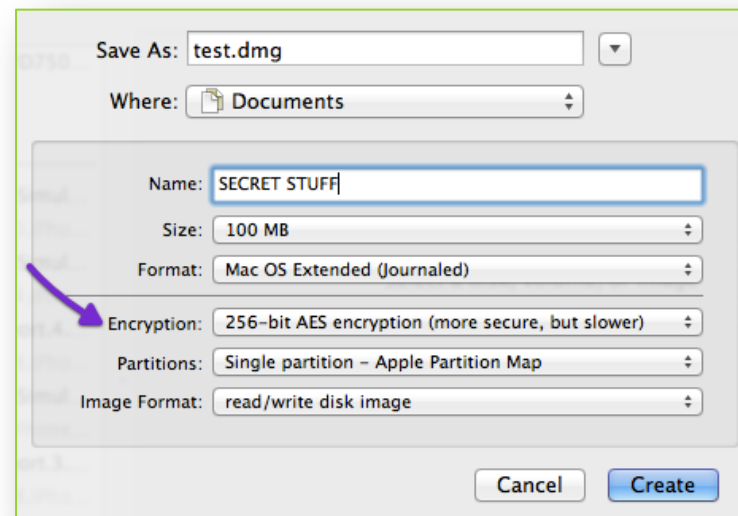 Save As: test.dmg
Where: Documents
Name: SECRET STUFF
Size: 100 MB
Format: Mac OS Extended (Journaled)
Encryption: 256-bit AES encryption (more secure, but slower)
Partitions: Single partition – Apple Partition Map
Image Format: read/write disk image
Cancel Create